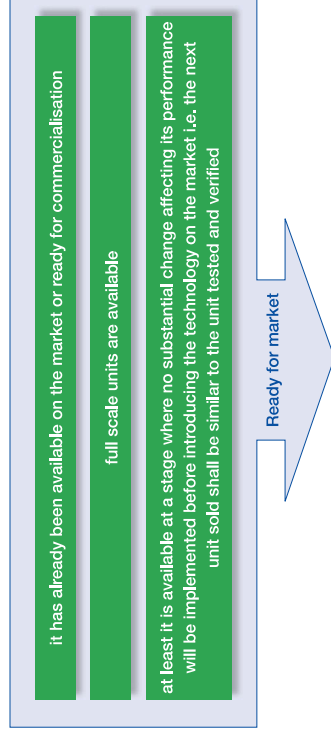 it has already been available on the market or ready for commercialisation
full scale units are available
at least it is available at a stage where no substantial change affecting its performance
will be implemented before introducing the technology on the market i.e. the next
unit sold shall be similar to the unit tested and verified
Ready for market